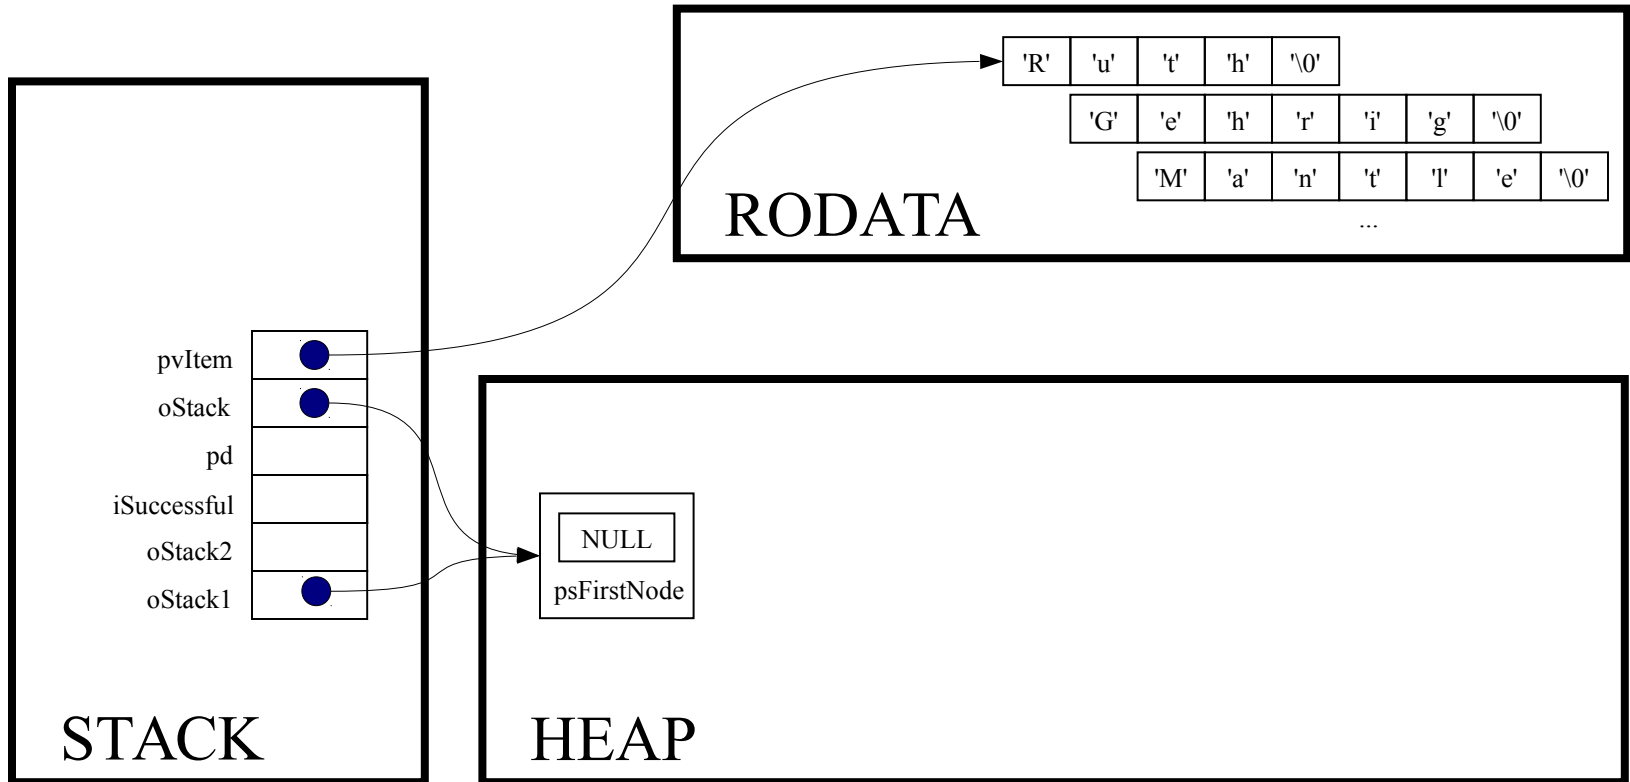 'R' 'u' 't' 'h' '\0'
'G' 'e' 'h' 'r' 'i' 'g' '\0'
'M' 'a' 'n' 't' 'l' 'e' '\0'
...
RODATA
pvItem
oStack
pd
iSuccessful
oStack2
oStack1
STACK
NULL
psFirstNode
HEAP